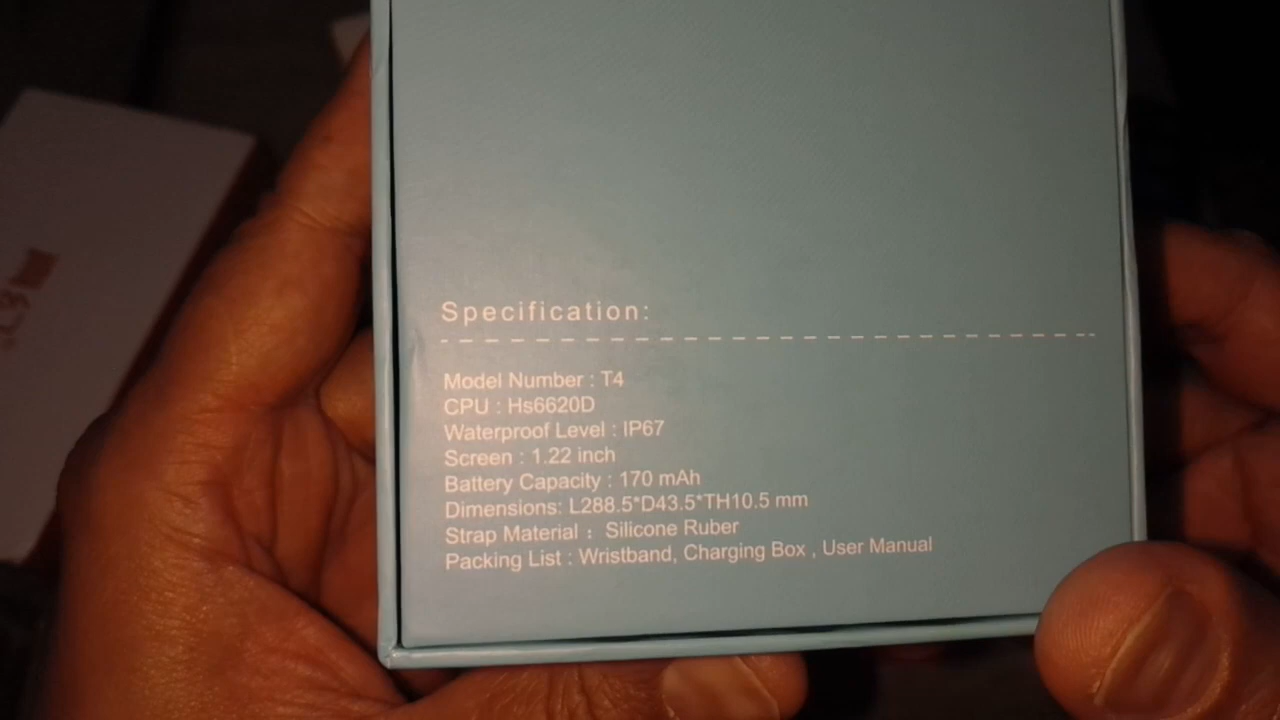 Specification:
Model Number : T4
CPU : Hs6620D
Waterproof Level : IP67
Screen : 1.22 inch
Battery Capacity : 170 mAh
Dimensions: L288.5*D43.5*TH10.5 mm
Strap Material : Silicone Ruber
Packing List : Wristband, Charging Box , User Manual